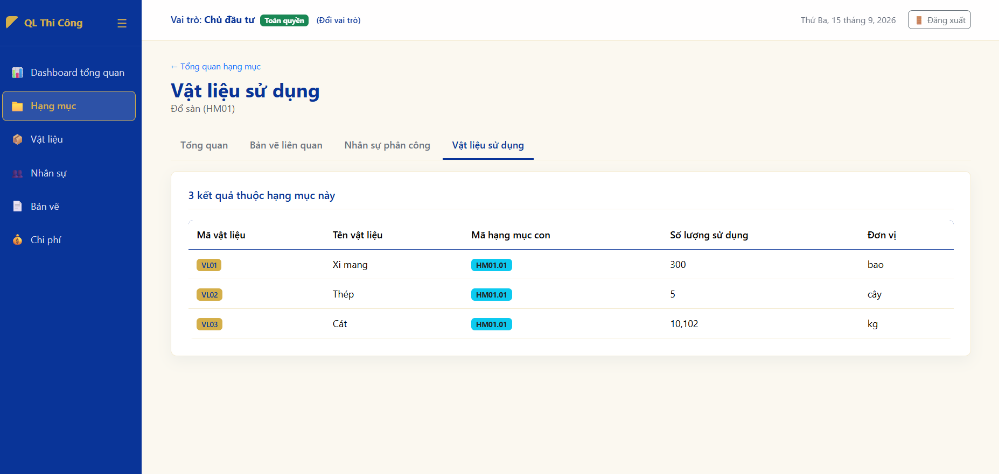 QL Thi Công
☰
Dashboard tổng quan
Hạng mục
Vật liệu
Nhân sự
Bản vẽ
Chi phí
Vai trò: Chủ đầu tư Toàn quyền (Đổi vai trò)
Thứ Ba, 15 tháng 9, 2026
Đăng xuất
← Tổng quan hạng mục
Vật liệu sử dụng
Đổ sàn (HM01)
Tổng quan Bản vẽ liên quan Nhân sự phân công Vật liệu sử dụng
3 kết quả thuộc hạng mục này
Mã vật liệu Tên vật liệu Mã hạng mục con Số lượng sử dụng Đơn vị
VL01 Xi mang HM01.01 300 bao
VL02 Thép HM01.01 5 cây
VL03 Cát HM01.01 10,102 kg